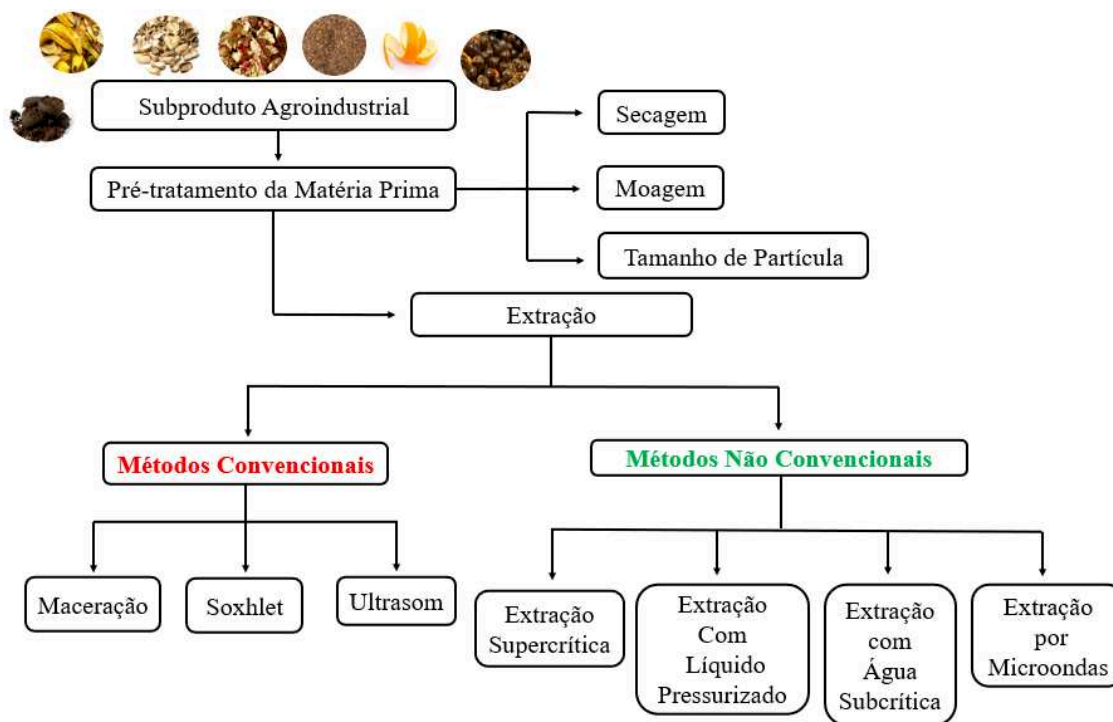 Subproduto Agroindustrial
Secagem
Pré-tratamento da Matéria Prima
Moagem
Tamanho de Partícula
Extração
Métodos Convencionais
Métodos Não Convencionais
Maceração
Soxhlet
Ultrasom
Extração
Supercrítica
Extração
Com
Líquido
Pressurizado
Extração
com
Água
Subcrítica
Extração
por
Microondas